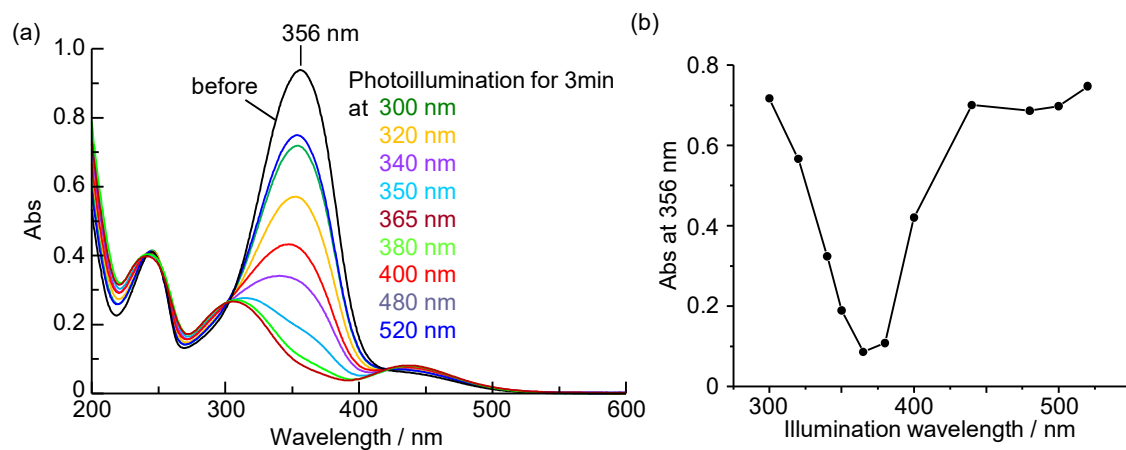 (a)
356 nm
before
Photoillumination for 3min
at 300 nm
320 nm
340 nm
350 nm
365 nm
380 nm
400 nm
480 nm
520 nm
1.0
0.8
0.6
0.4
0.2
0
Abs
200 300 400 500 600
Wavelength / nm
(b)
0.8
0.6
0.4
0.2
0
Abs at 356 nm
300 400 500
Illumination wavelength / nm